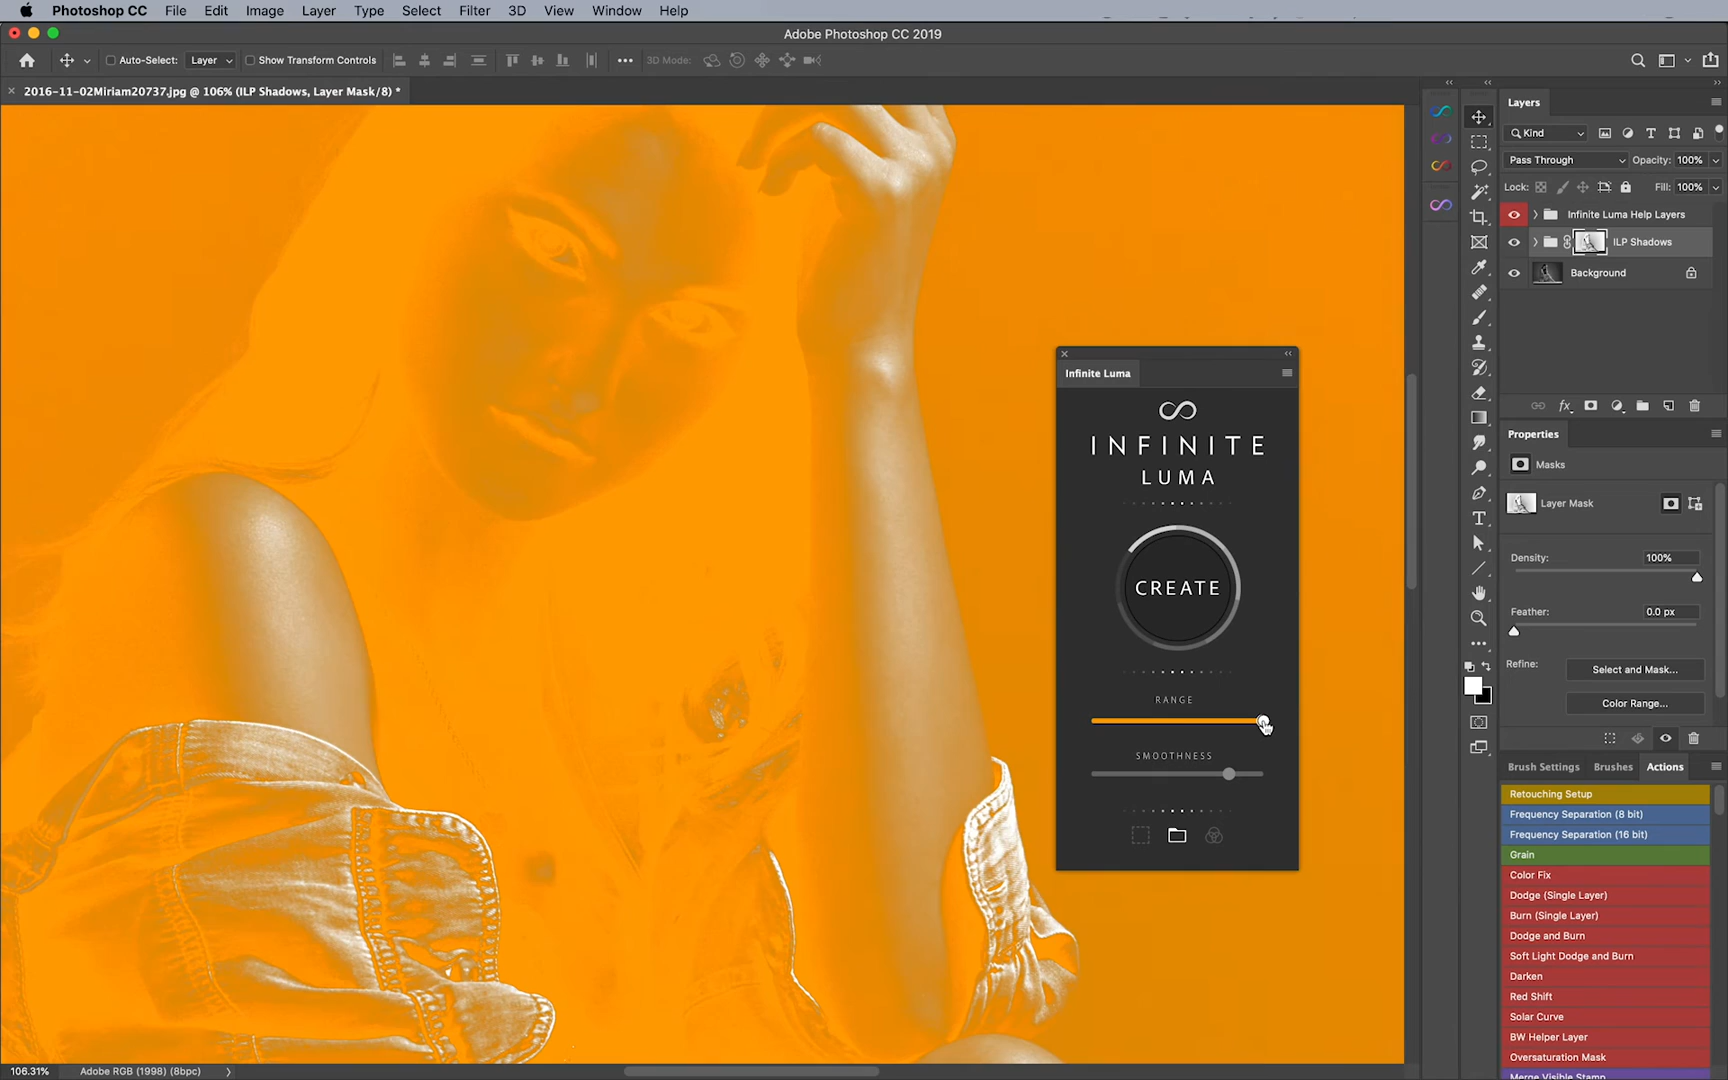 Photoshop CC File Edit Image Layer Type Select Filter 3D View Window Help
Adobe Photoshop CC 2019
Auto-Select: Layer Show Transform Controls 3D Mode:
2016-11-02Miriam20737.jpg @ 106% (ILP Shadows, Layer Mask/8) *
Layers
Kind
Pass Through Opacity: 100%
Lock: Fill: 100%
Infinite Luma Help Layers
ILP Shadows
Background
fx
Properties
Masks
Layer Mask
Density: 100%
Feather: 0.0 px
Refine: Select and Mask...
Color Range...
Infinite Luma
INFINITE
LUMA
CREATE
RANGE
SMOOTHNESS
Brush Settings Brushes Actions
Retouching Setup
Frequency Separation (8 bit)
Frequency Separation (16 bit)
Grain
Color Fix
Dodge (Single Layer)
Burn (Single Layer)
Dodge and Burn
Soft Light Dodge and Burn
Darken
Red Shift
Solar Curve
BW Helper Layer
Oversaturation Mask
Merge Visible Stamp
106.31% Adobe RGB (1998) (8bpc)